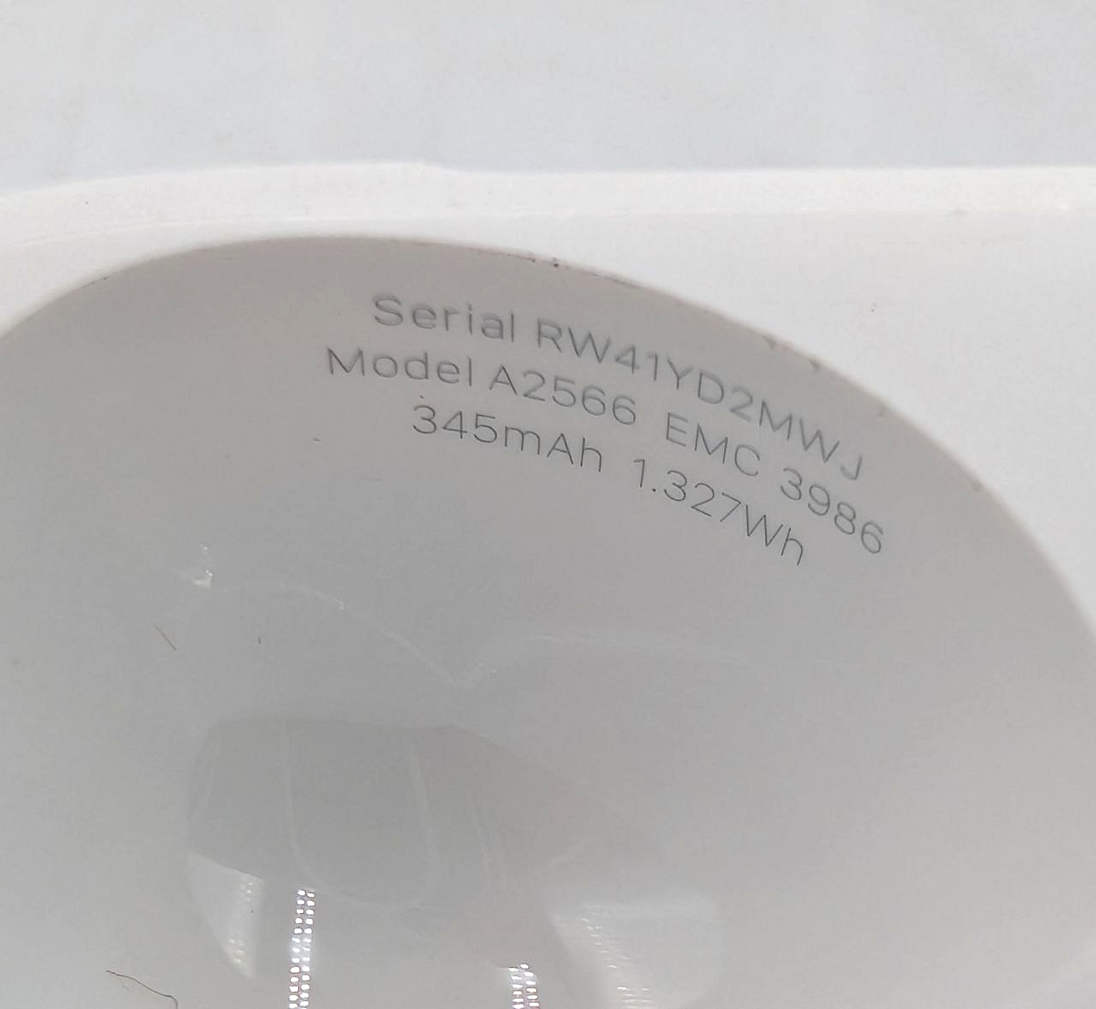 Serial RW41YD2MWJ
Model A2566 EMC 3986
345mAh 1.327Wh